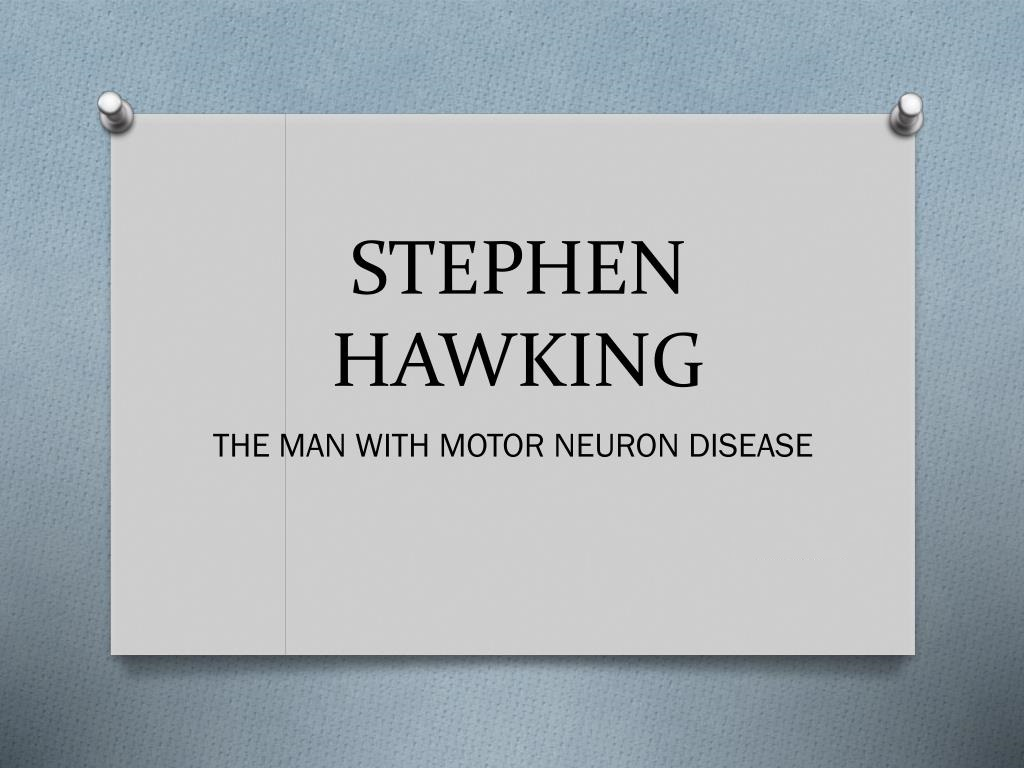 STEPHEN
HAWKING
THE MAN WITH MOTOR NEURON DISEASE